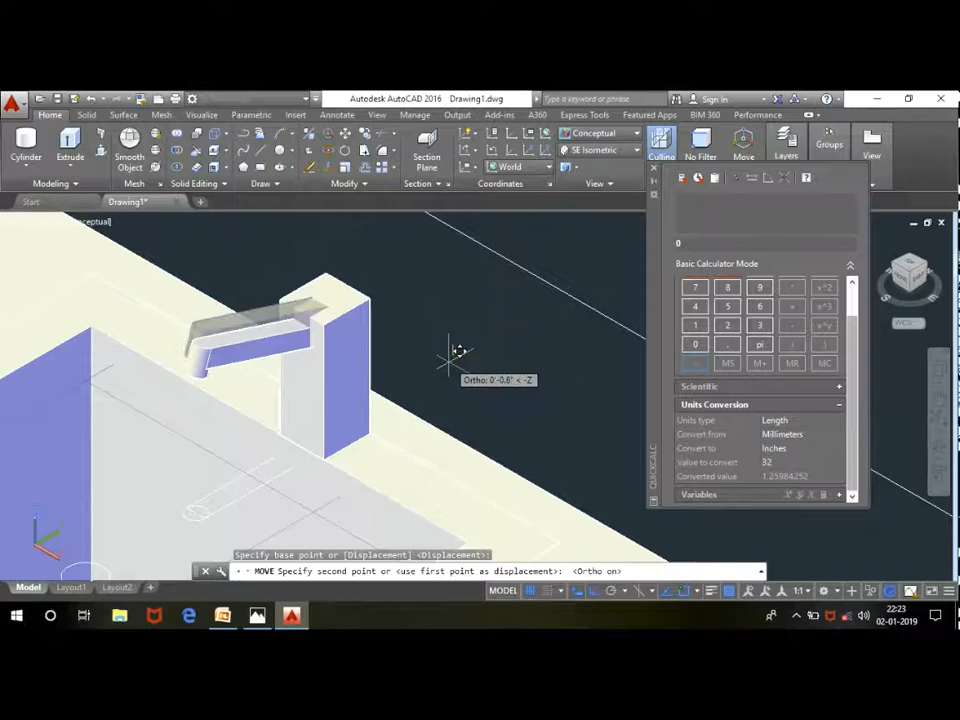 Autodesk AutoCAD 2016 Drawing1.dwg
Type a keyword or phrase
Sign In
Home Solid Surface Mesh Visualize Parametric Insert Annotate View Manage Output Add-ins A360 Express Tools Featured Apps BIM 360 Performance
Cylinder Extrude Smooth Object Section Plane Conceptual SE Isometric World Culling No Filter Move Layers Groups View
Modeling Mesh Solid Editing Draw Modify Section Coordinates View
Start Drawing1*
ceptual]
0
Basic Calculator Mode
7 8 9 x^2
4 5 6 + x^3
1 2 3 - x^y
0 . pi ( )
= MS M+ MR MC
Scientific
Units Conversion
Units type Length
Convert from Millimeters
Convert to Inches
Value to convert 32
Converted value 1.25984252
Variables
QUICKCALC
WCS
S E
Ortho: 0'-0.6" < -Z
Specify base point or [Displacement] <Displacement>:
MOVE Specify second point or <use first point as displacement>: <Ortho on>
Model Layout1 Layout2
MODEL 1:1
22:23
02-01-2019